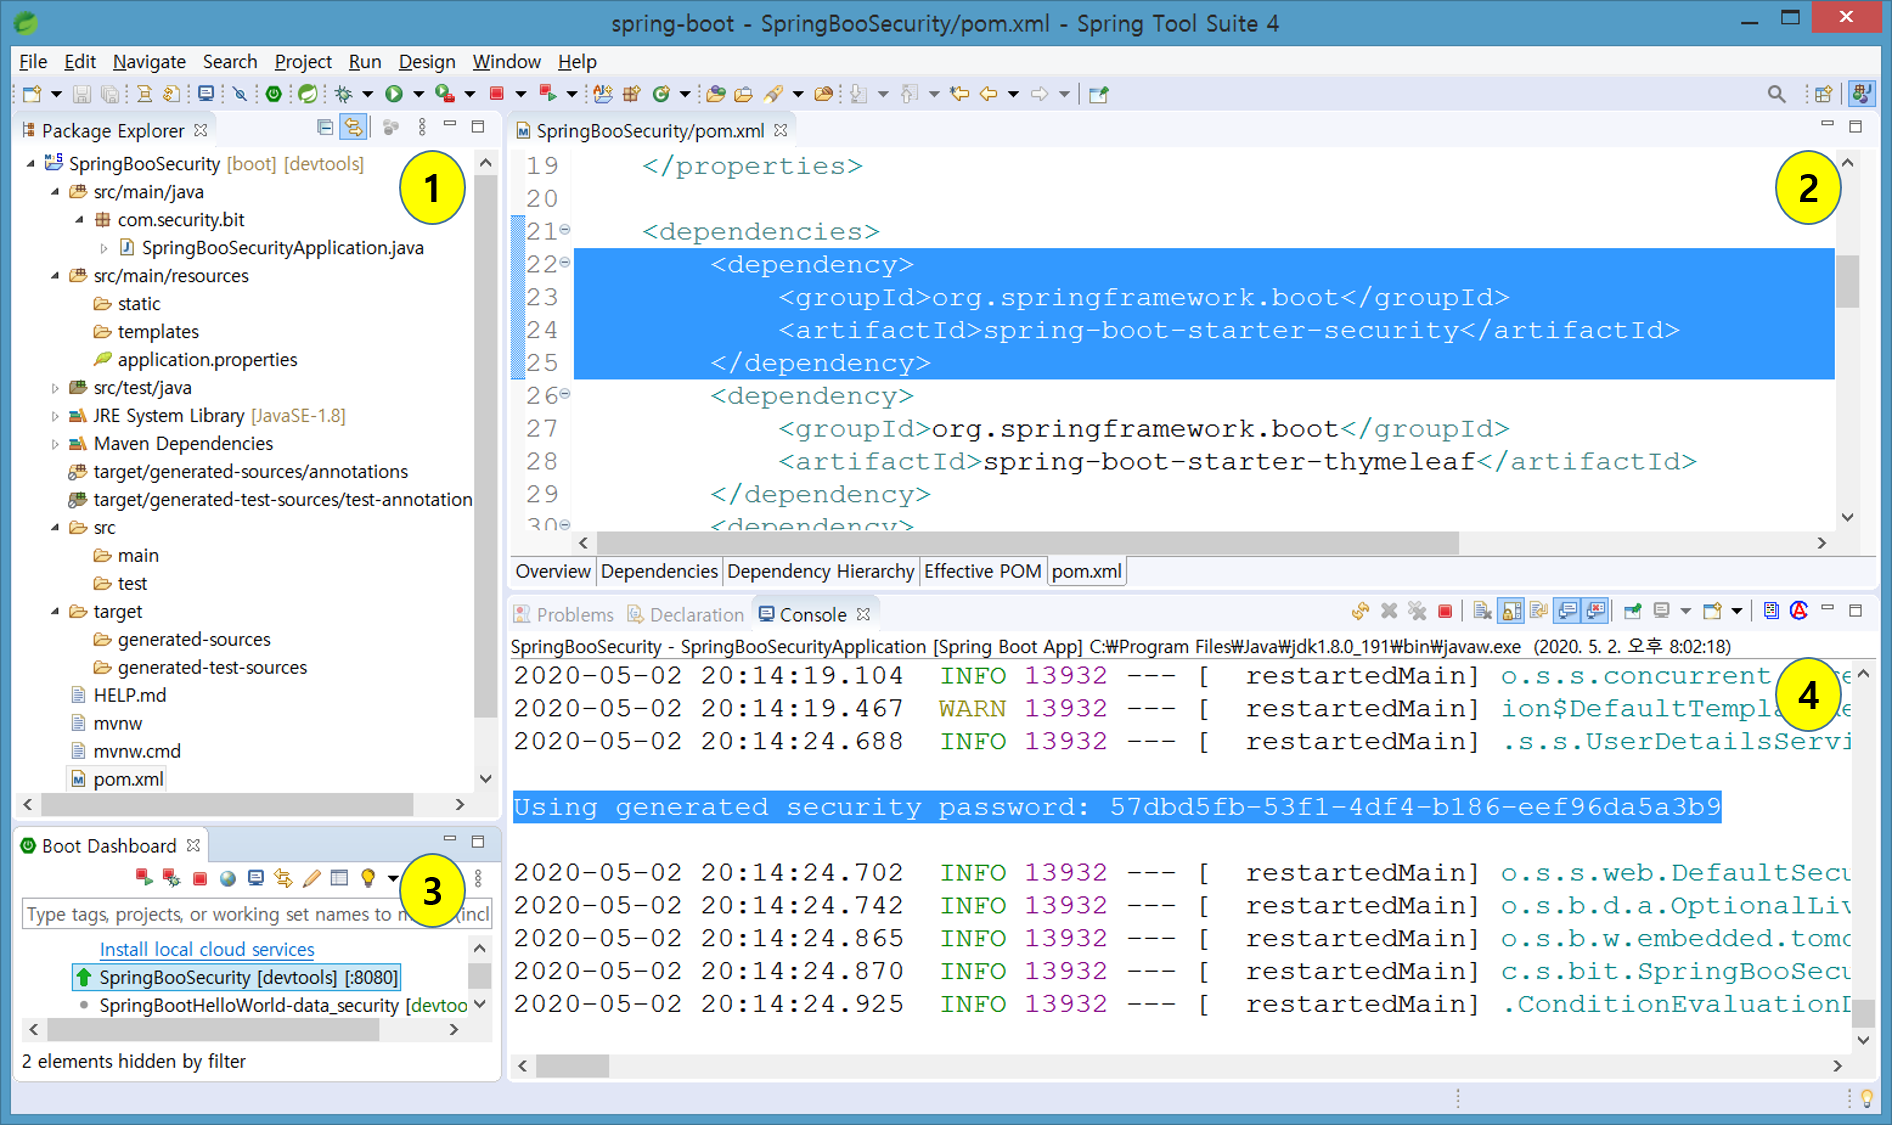 spring-boot - SpringBooSecurity/pom.xml - Spring Tool Suite 4
File Edit Navigate Search Project Run Design Window Help
Package Explorer
SpringBooSecurity [boot] [devtools]
src/main/java
com.security.bit
SpringBooSecurityApplication.java
src/main/resources
static
templates
application.properties
src/test/java
JRE System Library [JavaSE-1.8]
Maven Dependencies
target/generated-sources/annotations
target/generated-test-sources/test-annotation
src
main
test
target
generated-sources
generated-test-sources
HELP.md
mvnw
mvnw.cmd
pom.xml
1
SpringBooSecurity/pom.xml
19 </properties>
20
21 <dependencies>
22 <dependency>
23 <groupId>org.springframework.boot</groupId>
24 <artifactId>spring-boot-starter-security</artifactId>
25 </dependency>
26 <dependency>
27 <groupId>org.springframework.boot</groupId>
28 <artifactId>spring-boot-starter-thymeleaf</artifactId>
29 </dependency>
30 <dependency>
2
Overview Dependencies Dependency Hierarchy Effective POM pom.xml
Boot Dashboard
3
Type tags, projects, or working set names to m (incl
Install local cloud services
SpringBooSecurity [devtools] [:8080]
SpringBootHelloWorld-data_security [devtoo
2 elements hidden by filter
Problems Declaration Console
SpringBooSecurity - SpringBooSecurityApplication [Spring Boot App] C:₩Program Files₩Java₩jdk1.8.0_191₩bin₩javaw.exe (2020. 5. 2. 오후 8:02:18)
2020-05-02 20:14:19.104 INFO 13932 --- [ restartedMain] o.s.s.concurrent
2020-05-02 20:14:19.467 WARN 13932 --- [ restartedMain] ion$DefaultTempla
2020-05-02 20:14:24.688 INFO 13932 --- [ restartedMain] .s.s.UserDetailsServi
4
Using generated security password: 57dbd5fb-53f1-4df4-b186-eef96da5a3b9
2020-05-02 20:14:24.702 INFO 13932 --- [ restartedMain] o.s.s.web.DefaultSecu
2020-05-02 20:14:24.742 INFO 13932 --- [ restartedMain] o.s.b.d.a.OptionalLiv
2020-05-02 20:14:24.865 INFO 13932 --- [ restartedMain] o.s.b.w.embedded.tomc
2020-05-02 20:14:24.870 INFO 13932 --- [ restartedMain] c.s.bit.SpringBooSecu
2020-05-02 20:14:24.925 INFO 13932 --- [ restartedMain] .ConditionEvaluationD